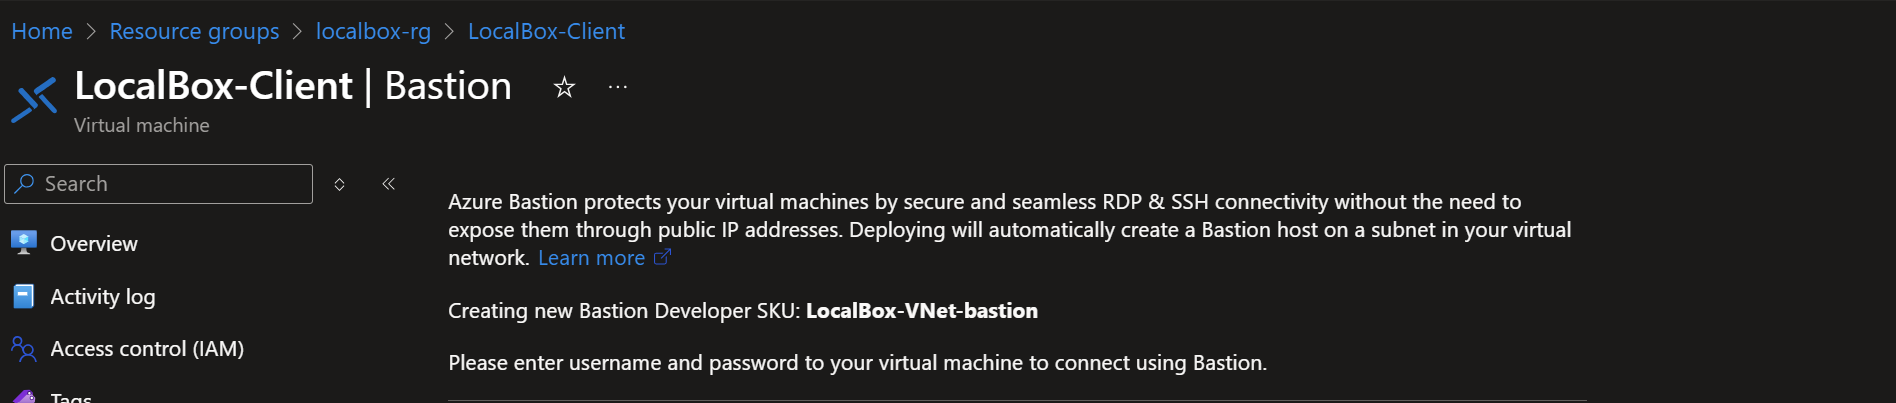 Home > Resource groups > localbox-rg > LocalBox-Client
LocalBox-Client | Bastion
Virtual machine
Search
Azure Bastion protects your virtual machines by secure and seamless RDP & SSH connectivity without the need to
expose them through public IP addresses. Deploying will automatically create a Bastion host on a subnet in your virtual
network. Learn more
Overview
Activity log
Creating new Bastion Developer SKU: LocalBox-VNet-bastion
Access control (IAM)
Please enter username and password to your virtual machine to connect using Bastion.
Tags